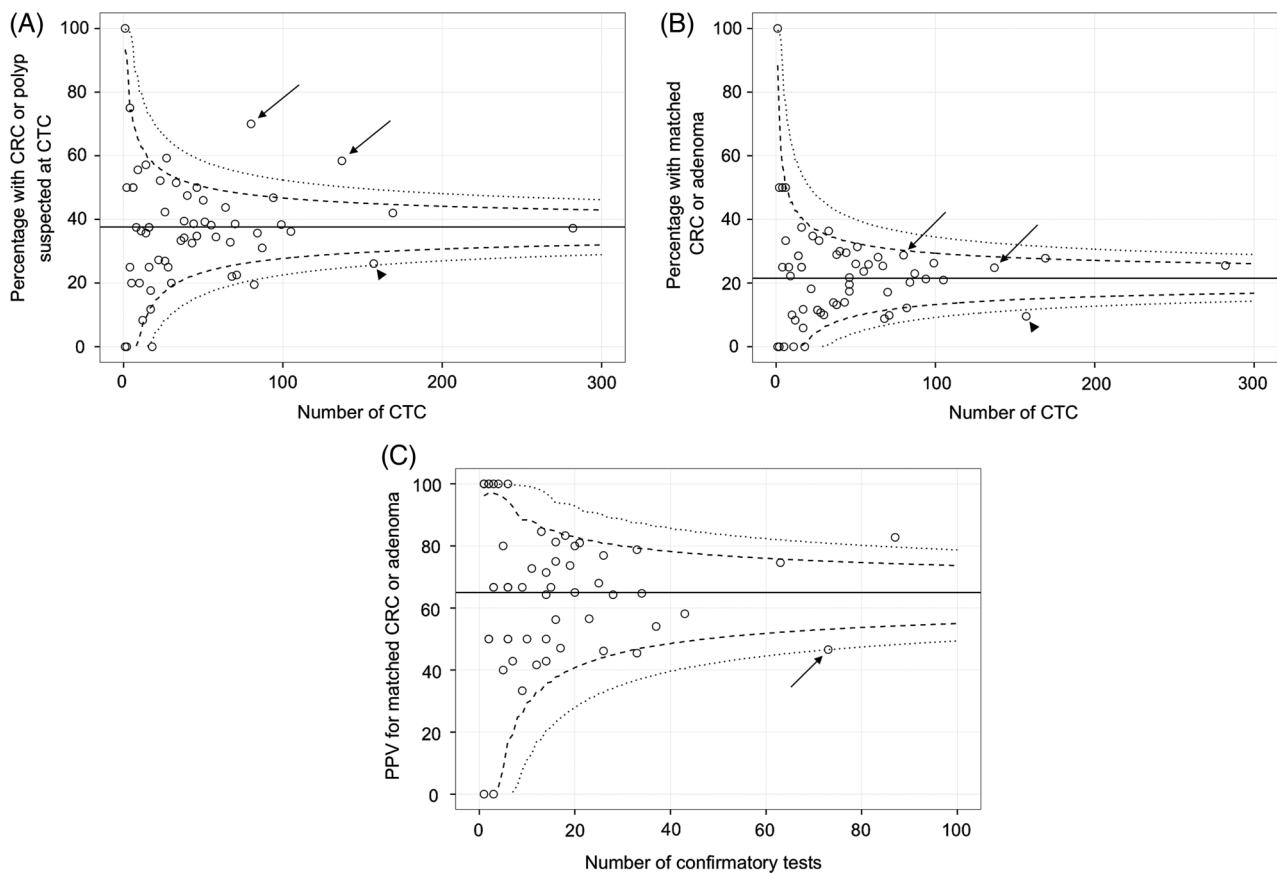 (A)
Percentage with CRC or polyp
suspected at CTC
100
80
60
40
20
0
0 100 200 300
Number of CTC
(B)
Percentage with matched
CRC or adenoma
100
80
60
40
20
0
0 100 200 300
Number of CTC
(C)
PPV for matched CRC or adenoma
100
80
60
40
20
0
0 20 40 60 80 100
Number of confirmatory tests